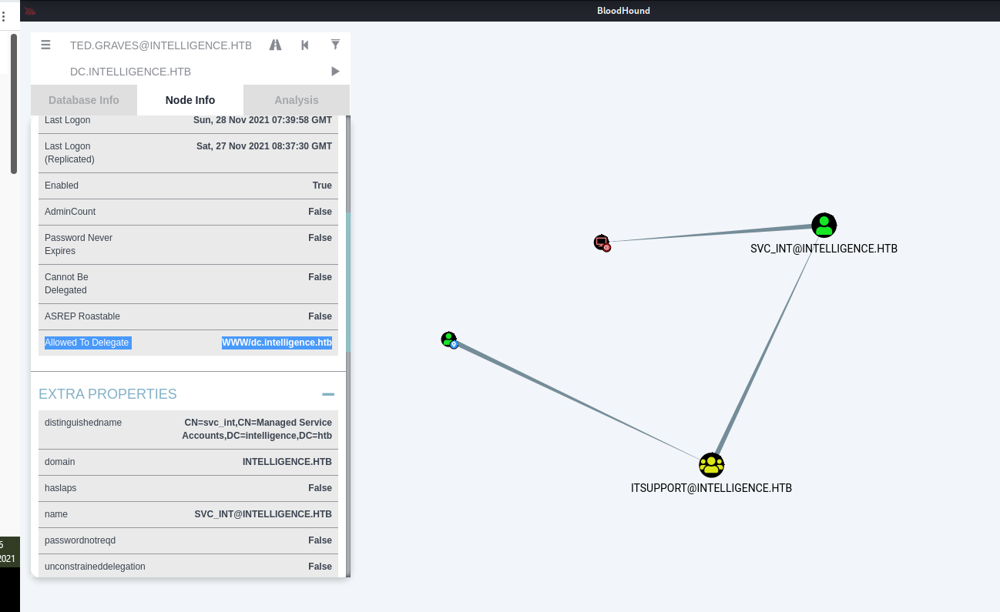 BloodHound
TED.GRAVES@INTELLIGENCE.HTB
DC.INTELLIGENCE.HTB
Database Info
Node Info
Analysis
Last Logon
Sun, 28 Nov 2021 07:39:58 GMT
Last Logon
(Replicated)
Sat, 27 Nov 2021 08:37:30 GMT
Enabled
True
AdminCount
False
Password Never
Expires
False
Cannot Be
Delegated
False
ASREP Roastable
False
Allowed To Delegate
WWW/dc.intelligence.htb
EXTRA PROPERTIES
distinguishedname
CN=svc_int,CN=Managed Service
Accounts,DC=intelligence,DC=htb
domain
INTELLIGENCE.HTB
haslaps
False
name
SVC_INT@INTELLIGENCE.HTB
passwordnotreqd
False
unconstraineddelegation
False
SVC_INT@INTELLIGENCE.HTB
ITSUPPORT@INTELLIGENCE.HTB
6
2021